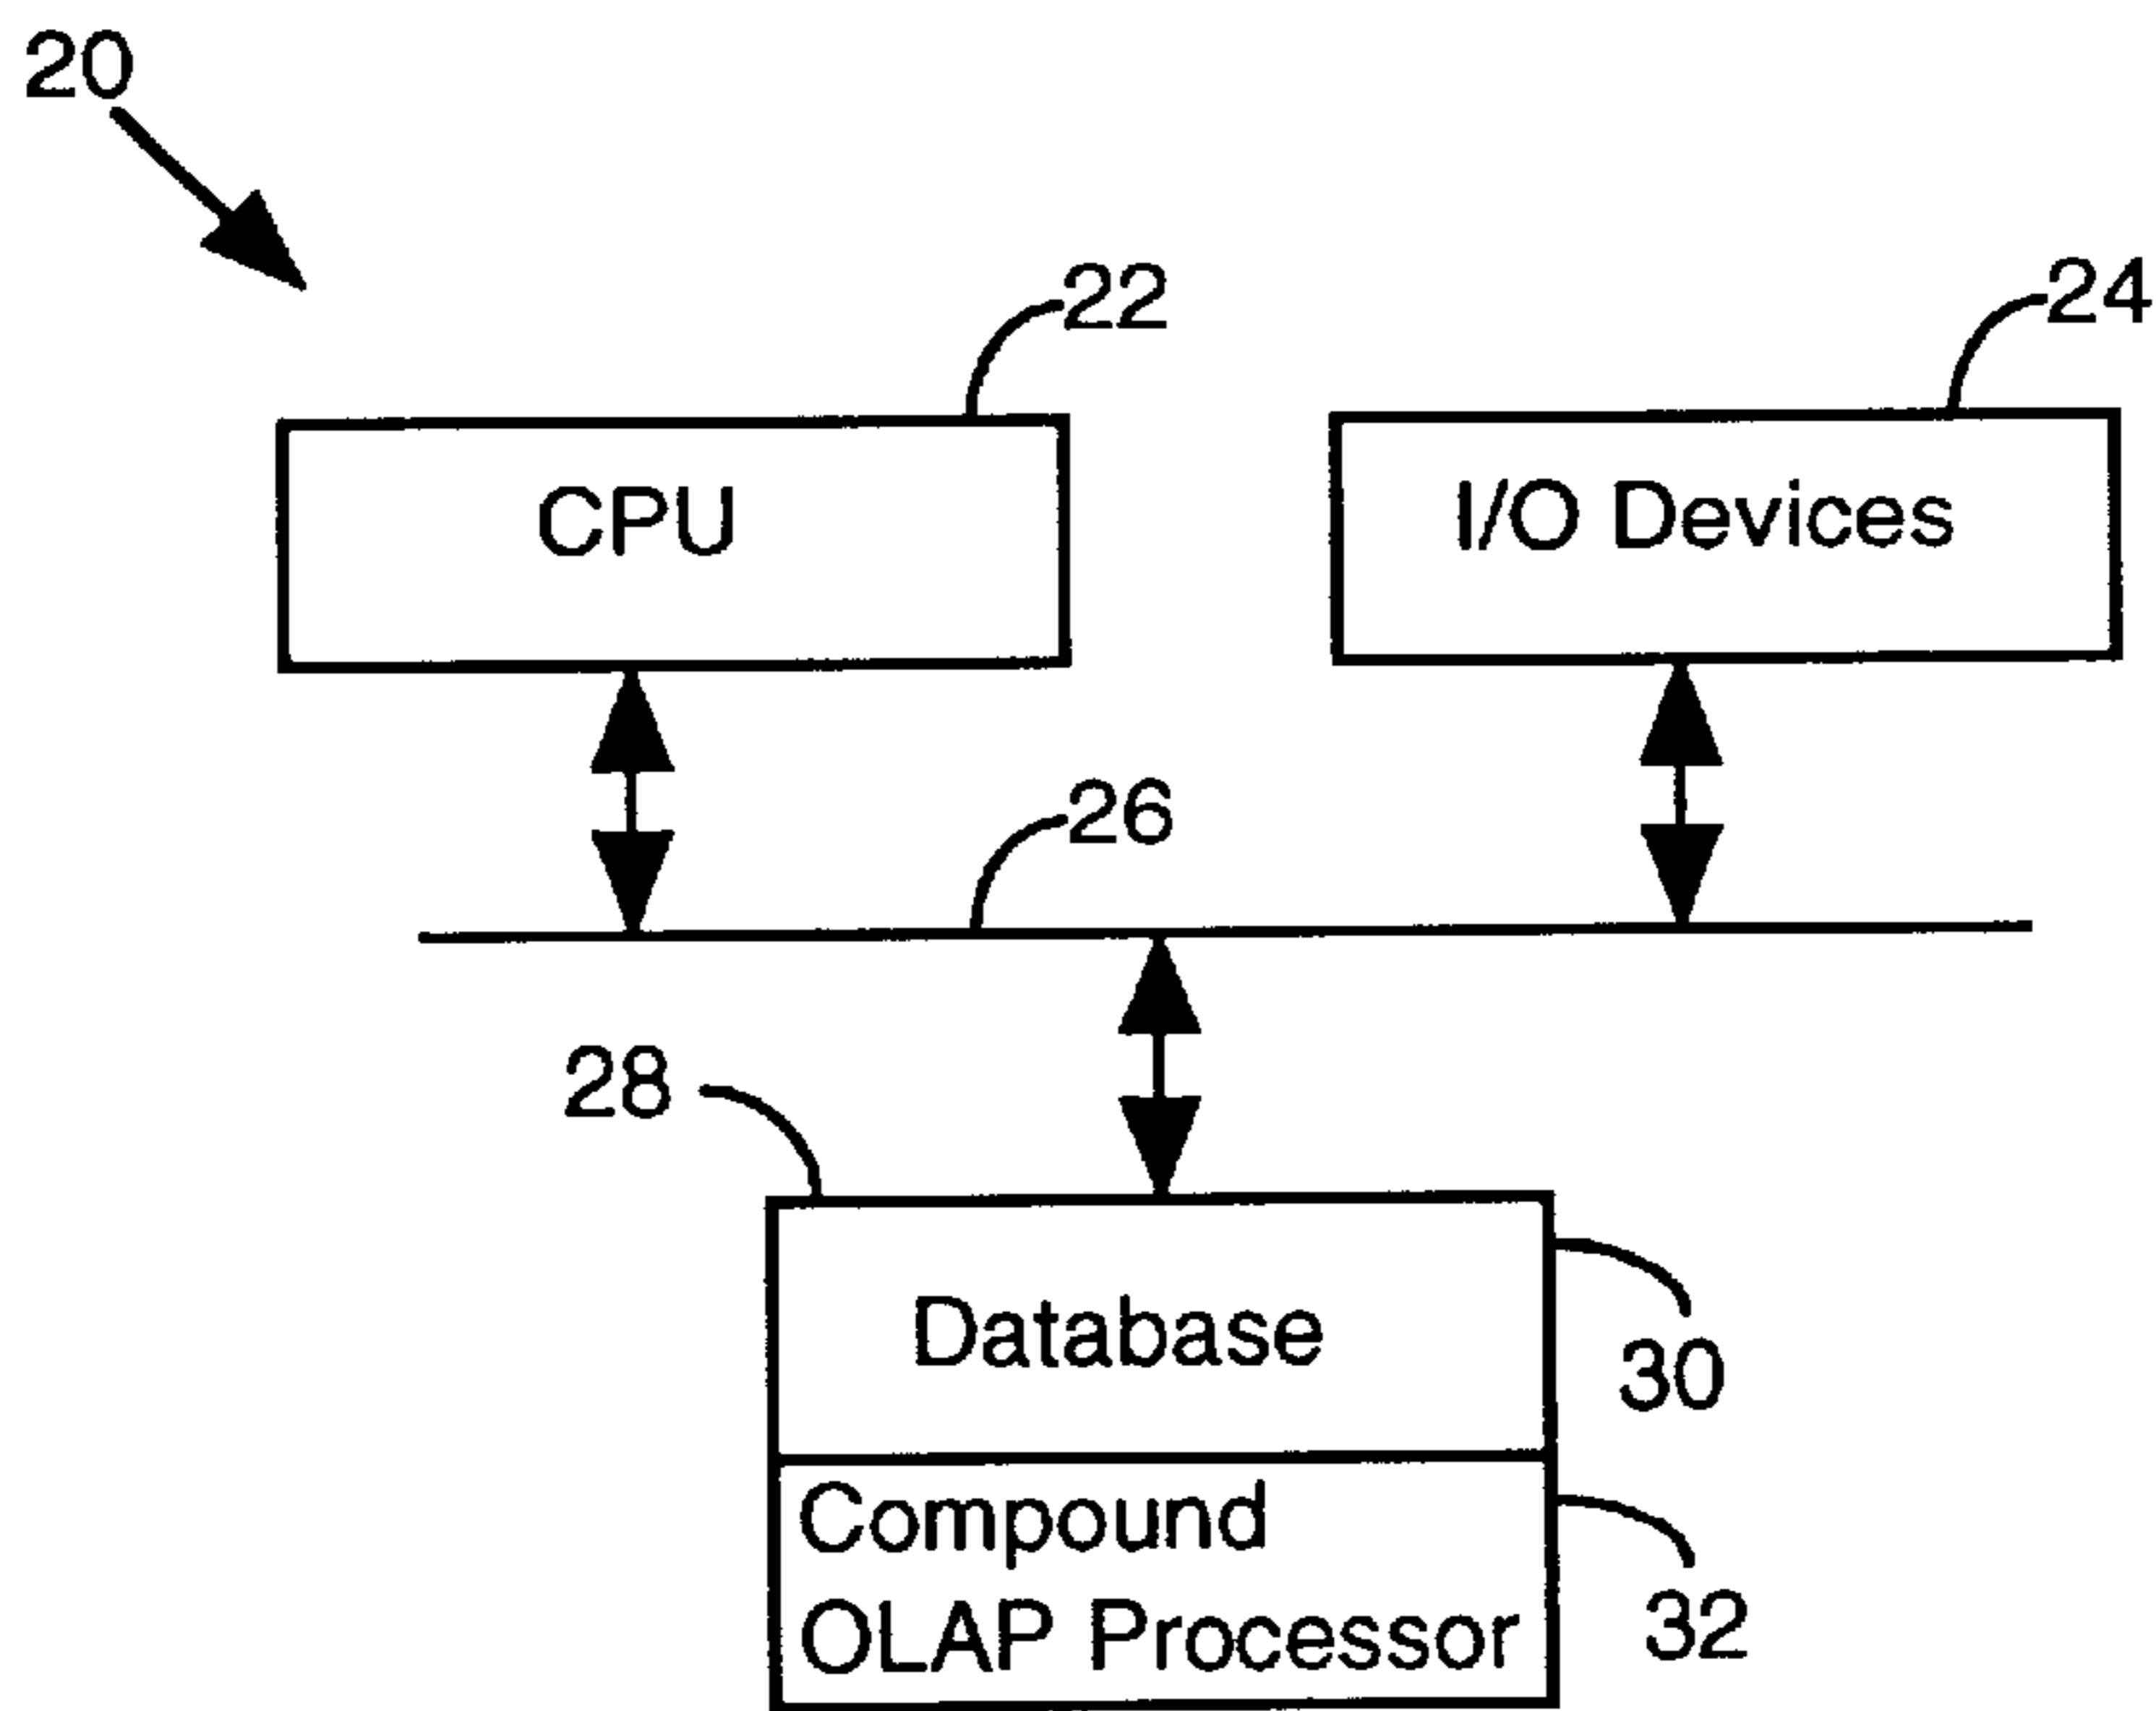 20
22
24
CPU
I/O Devices
26
28
Database
30
Compound
OLAP Processor
32